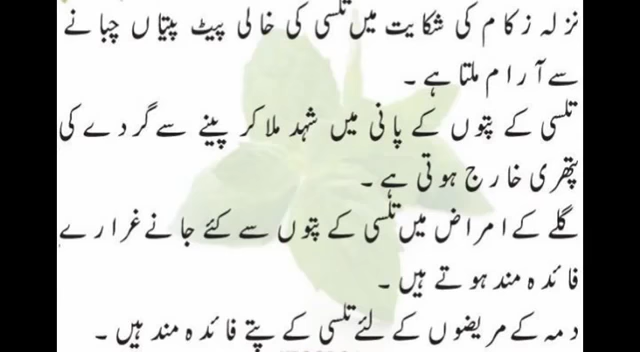 نزلہ زکام کی شکایت میں تلسی کی خالی پیٹ پتیاں چبانے
سے آرام ملتا ہے ۔
تلسی کے پتوں کے پانی میں شہد ملا کر پینے سے گردے کی
پتھری خارج ہوتی ہے ۔
گلے کے امراض میں تلسی کے پتوں سے کئے جانے غرارے
فائدہ مند ہوتے ہیں ۔
دمہ کے مریضوں کے لئے تلسی کے پتے فائدہ مند ہیں ۔